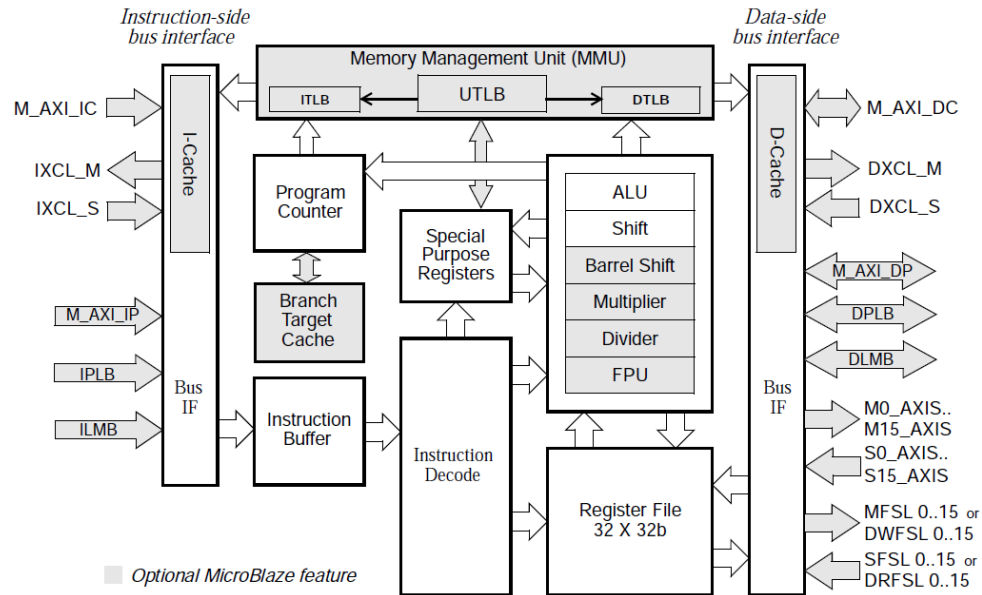 Instruction-side
bus interface
Data-side
bus interface
Memory Management Unit (MMU)
ITLB
UTLB
DTLB
M_AXI_IC
IXCL_M
IXCL_S
I-Cache
M_AXI_IP
IPLB
ILMB
Bus
IF
Program
Counter
Branch
Target
Cache
Instruction
Buffer
Special
Purpose
Registers
Instruction
Decode
ALU
Shift
Barrel Shift
Multiplier
Divider
FPU
Register File
32 X 32b
D-Cache
Bus
IF
M_AXI_DC
DXCL_M
DXCL_S
M_AXI_DP
DPLB
DLMB
M0_AXIS..
M15_AXIS
S0_AXIS..
S15_AXIS
MFSL 0..15 or
DWFSL 0..15
SFSL 0..15 or
DRFSL 0..15
Optional MicroBlaze feature